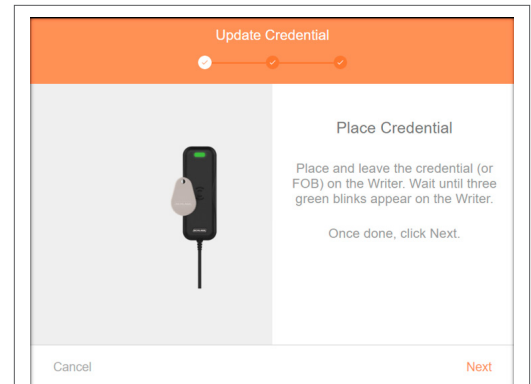 Update Credential
Place Credential
Place and leave the credential (or
FOB) on the Writer. Wait until three
green blinks appear on the Writer.
Once done, click Next.
Cancel
Next